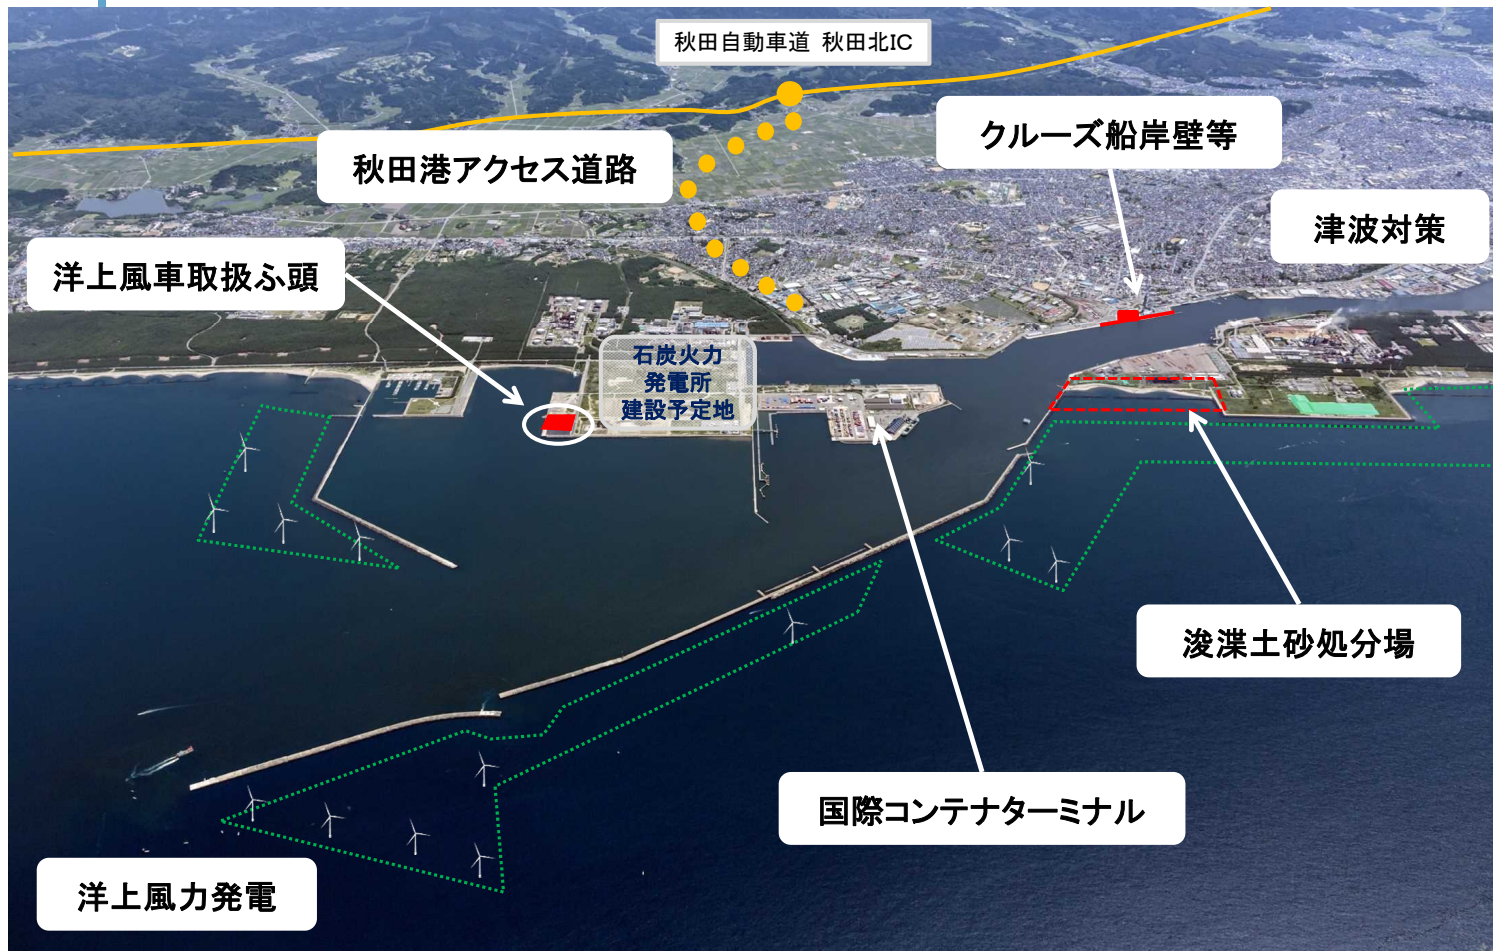 秋田自動車道 秋田北IC
クルーズ船岸壁等
秋田港アクセス道路
津波対策
洋上風車取扱ふ頭
石炭火力
発電所
建設予定地
浚渫土砂処分場
国際コンテナターミナル
洋上風力発電